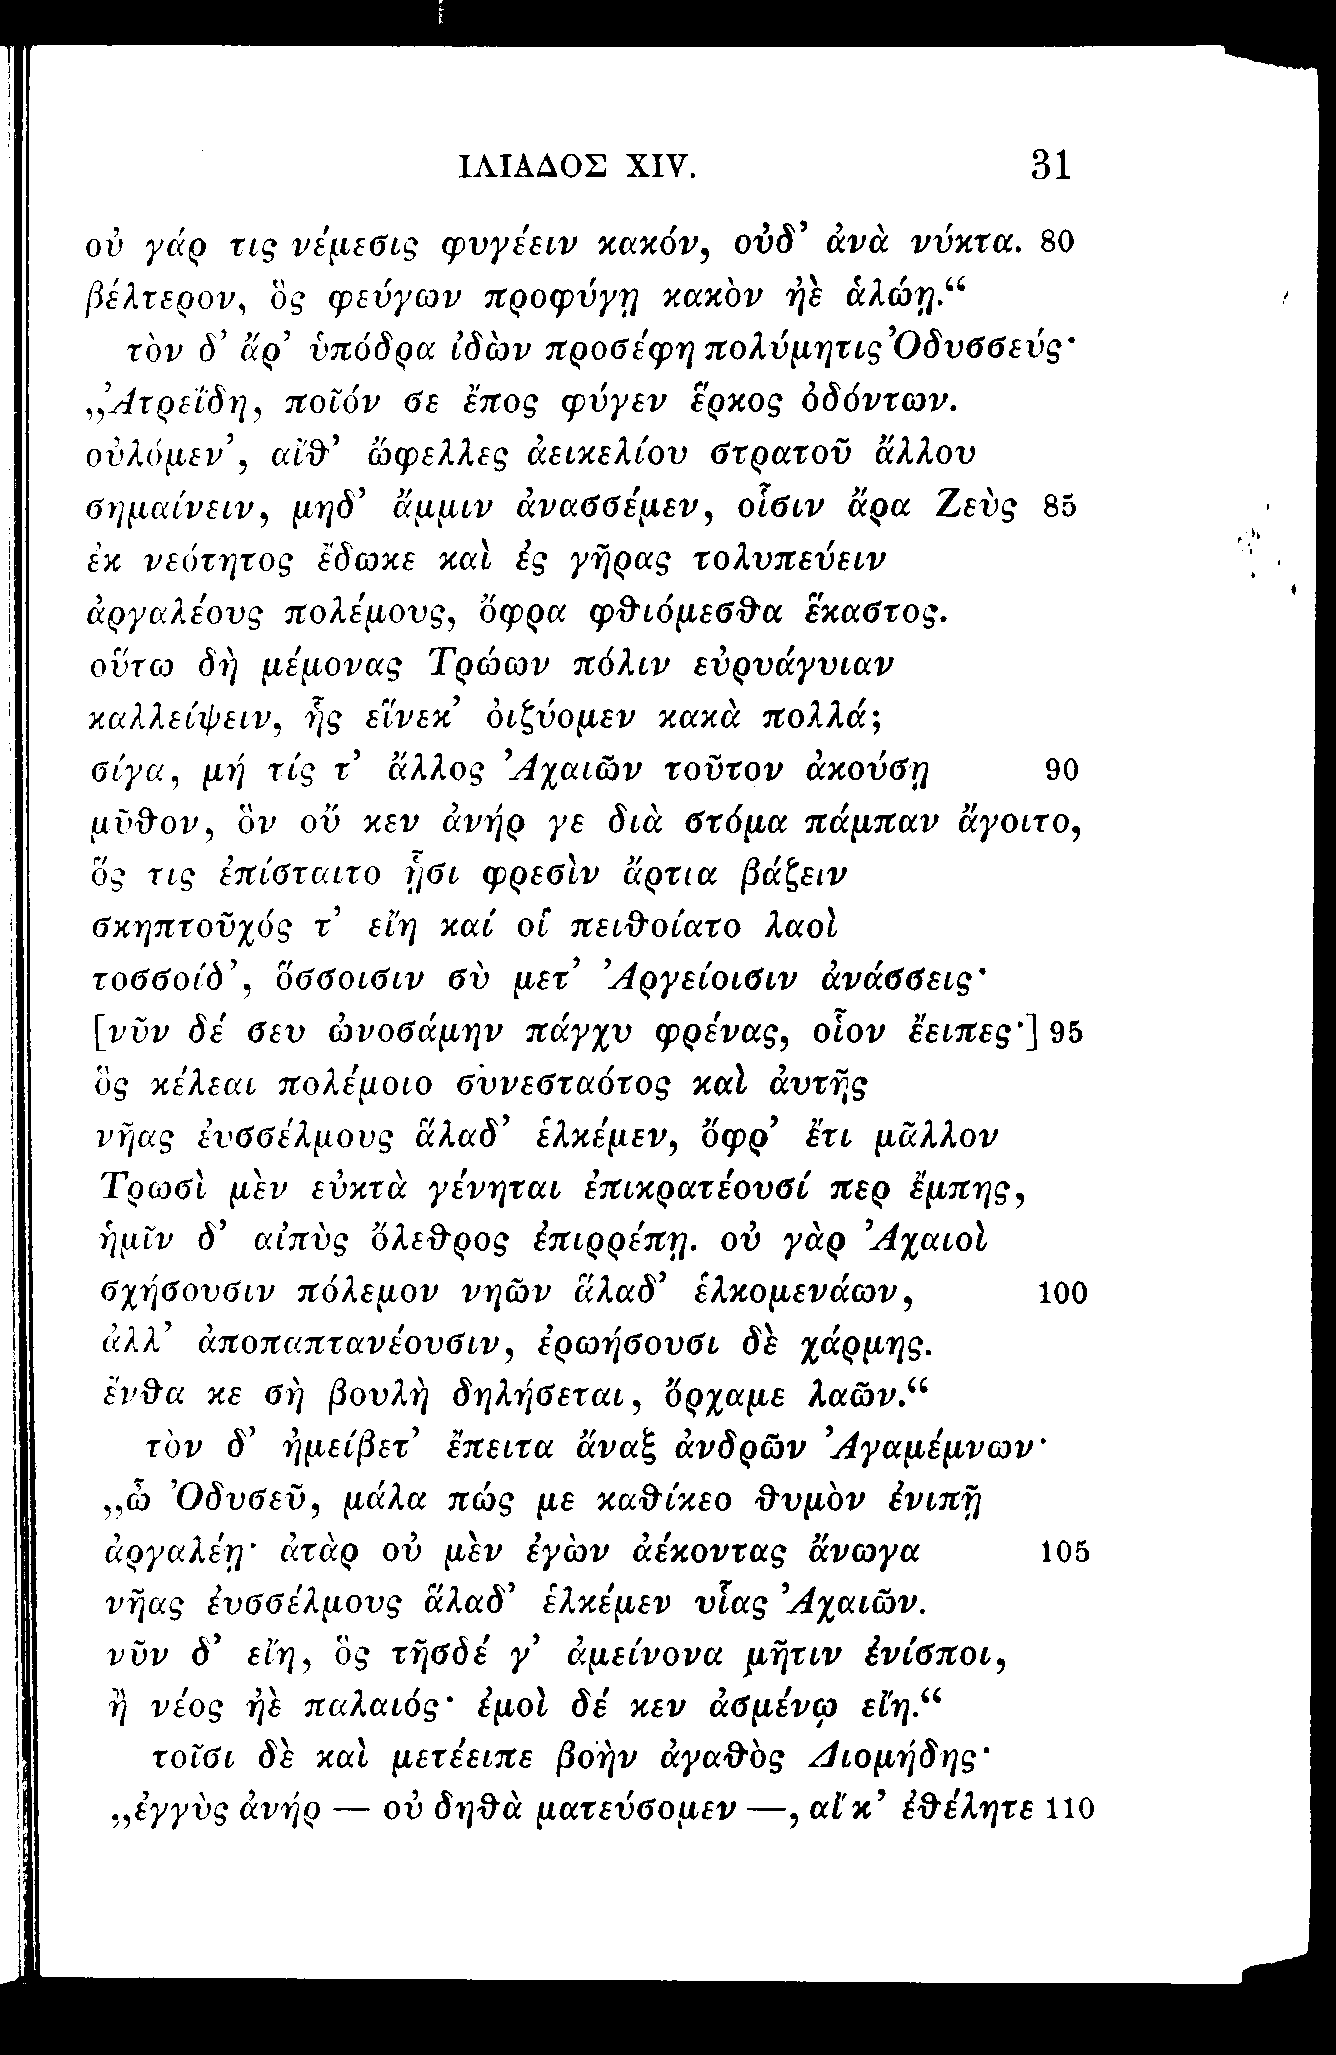 ΙΛΙΑΔΟΣ XIV. 31
οὐ γάρ τις νέμεσις φυγέειν κακόν, οὐδ’ ἀνὰ νύκτα. 80
βέλτερον, ὃς φεύγων προφύγῃ κακὸν ἠὲ ἁλώῃ.“
τὸν δ’ ἄρ’ ὑπόδρα ἰδὼν προσέφη πολύμητις Ὀδυσσεύς·
„Ἀτρεΐδη, ποῖόν σε ἔπος φύγεν ἕρκος ὀδόντων.
οὐλόμεν’, αἴθ’ ὤφελλες ἀεικελίου στρατοῦ ἄλλου
σημαίνειν, μηδ’ ἄμμιν ἀνασσέμεν, οἷσιν ἄρα Ζεὺς 85
ἐκ νεότητος ἔδωκε καὶ ἐς γῆρας τολυπεύειν
ἀργαλέους πολέμους, ὄφρα φθιόμεσθα ἕκαστος.
οὕτω δὴ μέμονας Τρώων πόλιν εὐρυάγυιαν
καλλείψειν, ἧς εἵνεκ’ ὀιζύομεν κακὰ πολλά;
σίγα, μή τίς τ’ ἄλλος Ἀχαιῶν τοῦτον ἀκούσῃ 90
μῦθον, ὃν οὔ κεν ἀνήρ γε διὰ στόμα πάμπαν ἄγοιτο,
ὅς τις ἐπίσταιτο ᾗσι φρεσὶν ἄρτια βάζειν
σκηπτοῦχός τ’ εἴη καί οἱ πειθοίατο λαοὶ
τοσσοίδ’, ὅσσοισιν σὺ μετ’ Ἀργείοισιν ἀνάσσεις·
[νῦν δέ σευ ὠνοσάμην πάγχυ φρένας, οἷον ἔειπες·] 95
ὃς κέλεαι πολέμοιο συνεσταότος καὶ ἀυτῆς
νῆας ἐυσσέλμους ἅλαδ’ ἑλκέμεν, ὄφρ’ ἔτι μᾶλλον
Τρωσὶ μὲν εὐκτὰ γένηται ἐπικρατέουσί περ ἔμπης,
ἡμῖν δ’ αἰπὺς ὄλεθρος ἐπιρρέπῃ. οὐ γὰρ Ἀχαιοὶ
σχήσουσιν πόλεμον νηῶν ἅλαδ’ ἑλκομενάων, 100
ἀλλ’ ἀποπαπτανέουσιν, ἐρωήσουσι δὲ χάρμης.
ἔνθα κε σὴ βουλὴ δηλήσεται, ὄρχαμε λαῶν.“
τὸν δ’ ἠμείβετ’ ἔπειτα ἄναξ ἀνδρῶν Ἀγαμέμνων·
„ὦ Ὀδυσεῦ, μάλα πώς με καθίκεο θυμὸν ἐνιπῇ
ἀργαλέῃ· ἀτὰρ οὐ μὲν ἐγὼν ἀέκοντας ἄνωγα 105
νῆας ἐυσσέλμους ἅλαδ’ ἑλκέμεν υἷας Ἀχαιῶν.
νῦν δ’ εἴη, ὃς τῆσδέ γ’ ἀμείνονα μῆτιν ἐνίσποι,
ἢ νέος ἠὲ παλαιός· ἐμοὶ δέ κεν ἀσμένῳ εἴη.“
τοῖσι δὲ καὶ μετέειπε βοὴν ἀγαθὸς Διομήδης·
„ἐγγὺς ἀνήρ — οὐ δηθὰ ματεύσομεν —, αἴ κ’ ἐθέλητε 110